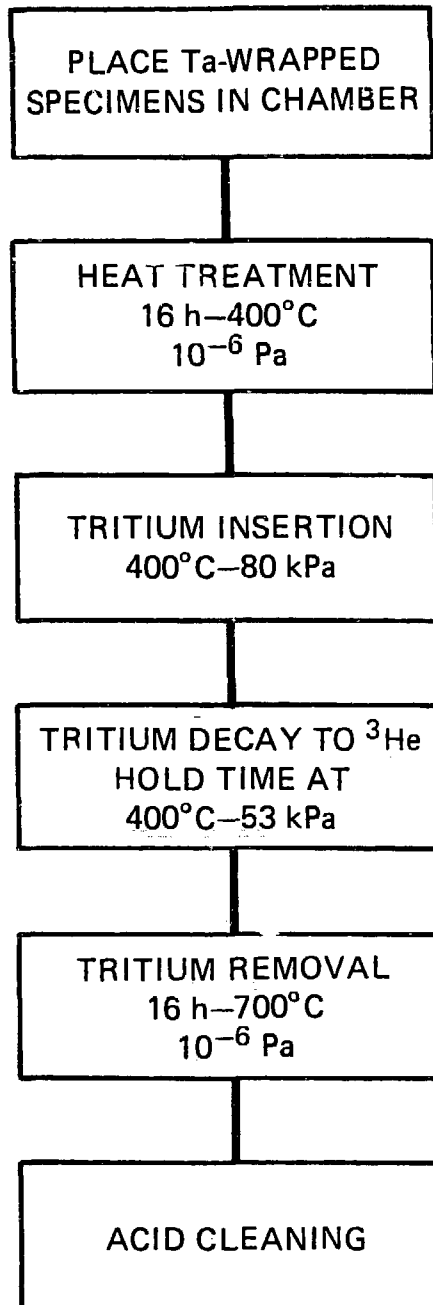 PLACE Ta-WRAPPED
SPECIMENS IN CHAMBER
HEAT TREATMENT
16 h–400°C
10⁻⁶ Pa
TRITIUM INSERTION
400°C–80 kPa
TRITIUM DECAY TO ³He
HOLD TIME AT
400°C–53 kPa
TRITIUM REMOVAL
16 h–700°C
10⁻⁶ Pa
ACID CLEANING